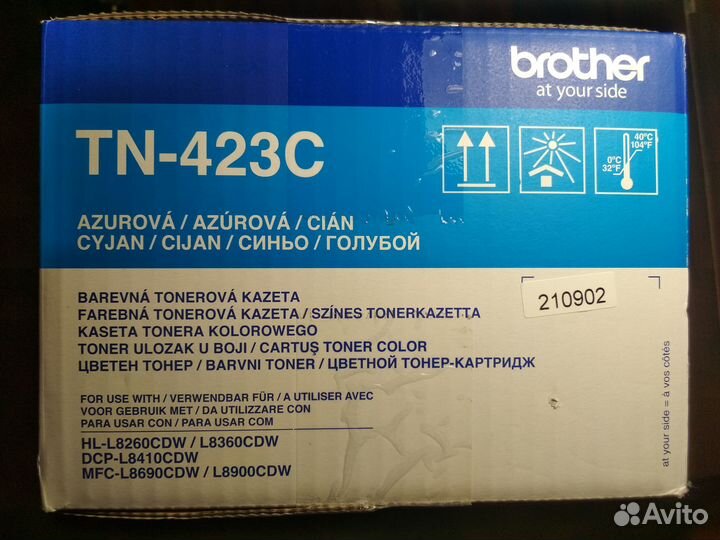 brother
at your side
TN-423C
40°C
104°F
0°C
32°F
AZUROVÁ / AZÚROVÁ / CIÁN
CYJAN / CIJAN / СИНЬО / ГОЛУБОЙ
210902
BAREVNÁ TONEROVÁ KAZETA
FAREBNÁ TONEROVÁ KAZETA / SZÍNES TONERKAZETTA
KASETA TONERA KOLOROWEGO
TONER ULOZAK U BOJI / CARTUŞ TONER COLOR
ЦВЕТЕН ТОНЕР / BARVNI TONER / ЦВЕТНОЙ ТОНЕР-КАРТРИДЖ
FOR USE WITH / VERWENDBAR FÜR / A UTILISER AVEC
VOOR GEBRUIK MET / DA UTILIZZARE CON
PARA USAR CON / PARA USAR COM
HL-L8260CDW / L8360CDW
DCP-L8410CDW
MFC-L8690CDW / L8900CDW
at your side = à vos côtés
Avito